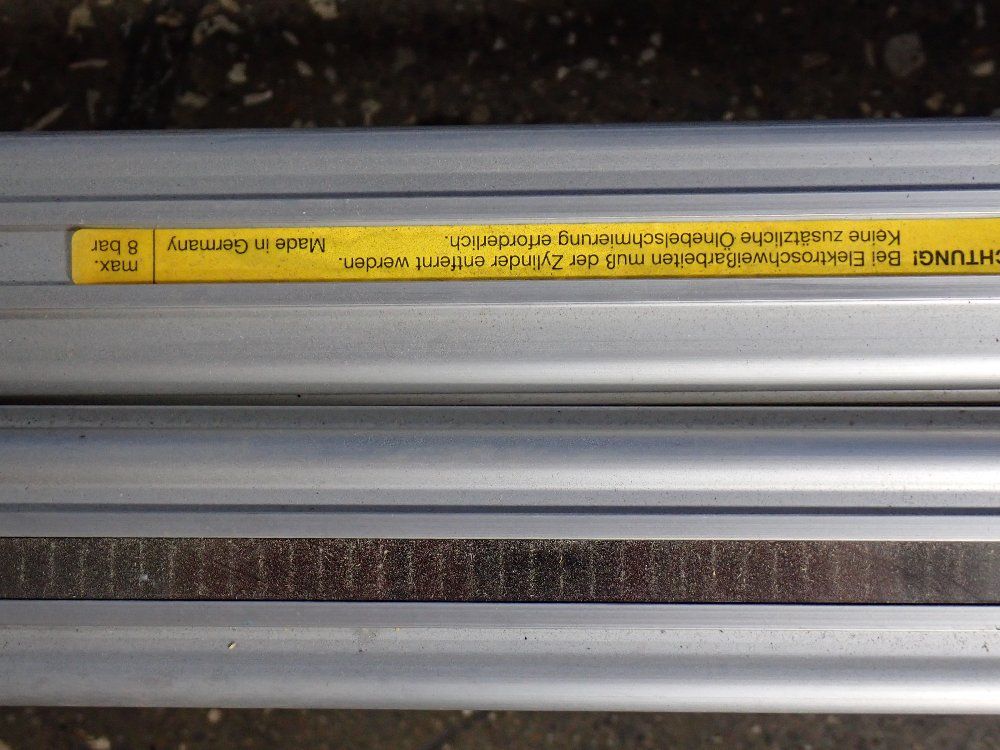 CHTUNG! Bei Elektroschweißarbeiten muß der Zylinder entfernt werden.
Keine zusätzliche Ölnebelschmierung erforderlich.
Made in Germany
max.
8 bar